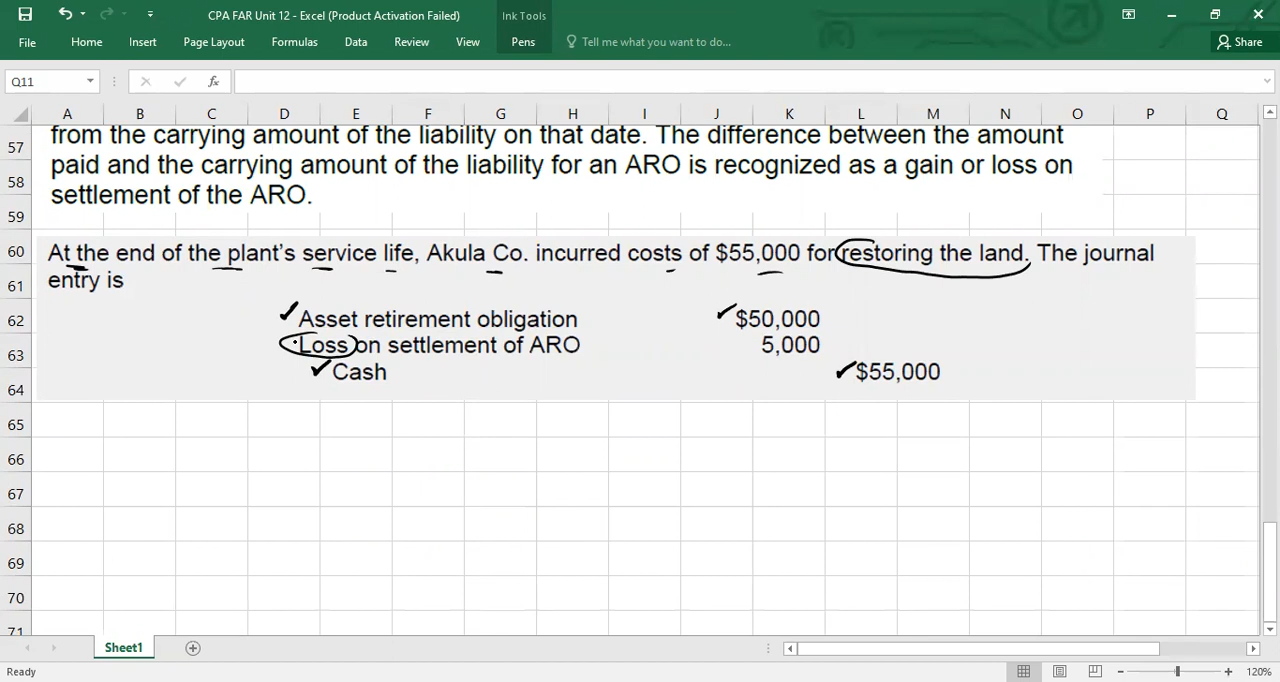 CPA FAR Unit 12 - Excel (Product Activation Failed)
Ink Tools
File Home Insert Page Layout Formulas Data Review View Pens Tell me what you want to do... Share
Q11 fx
A B C D E F G H I J K L M N O P Q
57 from the carrying amount of the liability on that date. The difference between the amount
58 paid and the carrying amount of the liability for an ARO is recognized as a gain or loss on
settlement of the ARO.
59
60 At the end of the plant's service life, Akula Co. incurred costs of $55,000 for restoring the land. The journal
61 entry is
62 Asset retirement obligation $50,000
63 Loss on settlement of ARO 5,000
64 Cash $55,000
65
66
67
68
69
70
71
Sheet1
Ready 120%